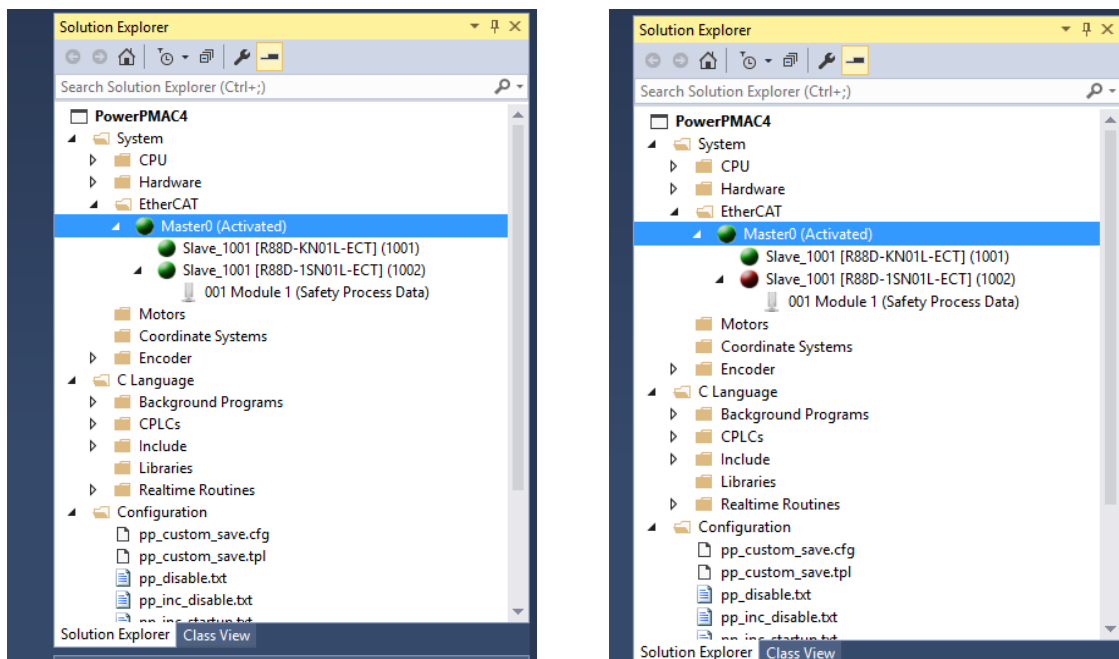 Solution Explorer
Search Solution Explorer (Ctrl+;)
PowerPMAC4
System
CPU
Hardware
EtherCAT
Master0 (Activated)
Slave_1001 [R88D-KN01L-ECT] (1001)
Slave_1001 [R88D-1SN01L-ECT] (1002)
001 Module 1 (Safety Process Data)
Motors
Coordinate Systems
Encoder
C Language
Background Programs
CPLCs
Include
Libraries
Realtime Routines
Configuration
pp_custom_save.cfg
pp_custom_save.tpl
pp_disable.txt
pp_inc_disable.txt
pp_inc_startup.txt
Solution Explorer Class View
Solution Explorer
Search Solution Explorer (Ctrl+;)
PowerPMAC4
System
CPU
Hardware
EtherCAT
Master0 (Activated)
Slave_1001 [R88D-KN01L-ECT] (1001)
Slave_1001 [R88D-1SN01L-ECT] (1002)
001 Module 1 (Safety Process Data)
Motors
Coordinate Systems
Encoder
C Language
Background Programs
CPLCs
Include
Libraries
Realtime Routines
Configuration
pp_custom_save.cfg
pp_custom_save.tpl
pp_disable.txt
pp_inc_disable.txt
pp_inc_startup.txt
Solution Explorer Class View